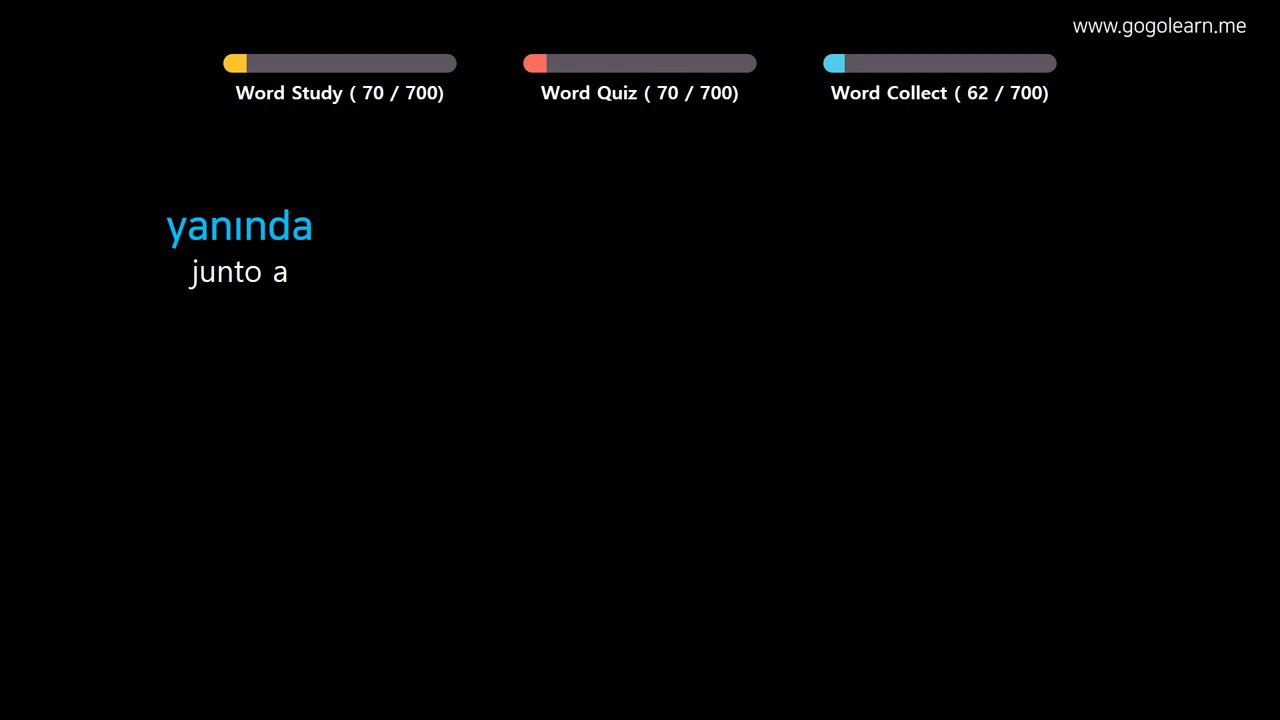 www.gogolearn.me
Word Study ( 70 / 700)
Word Quiz ( 70 / 700)
Word Collect ( 62 / 700)
yanında
junto a